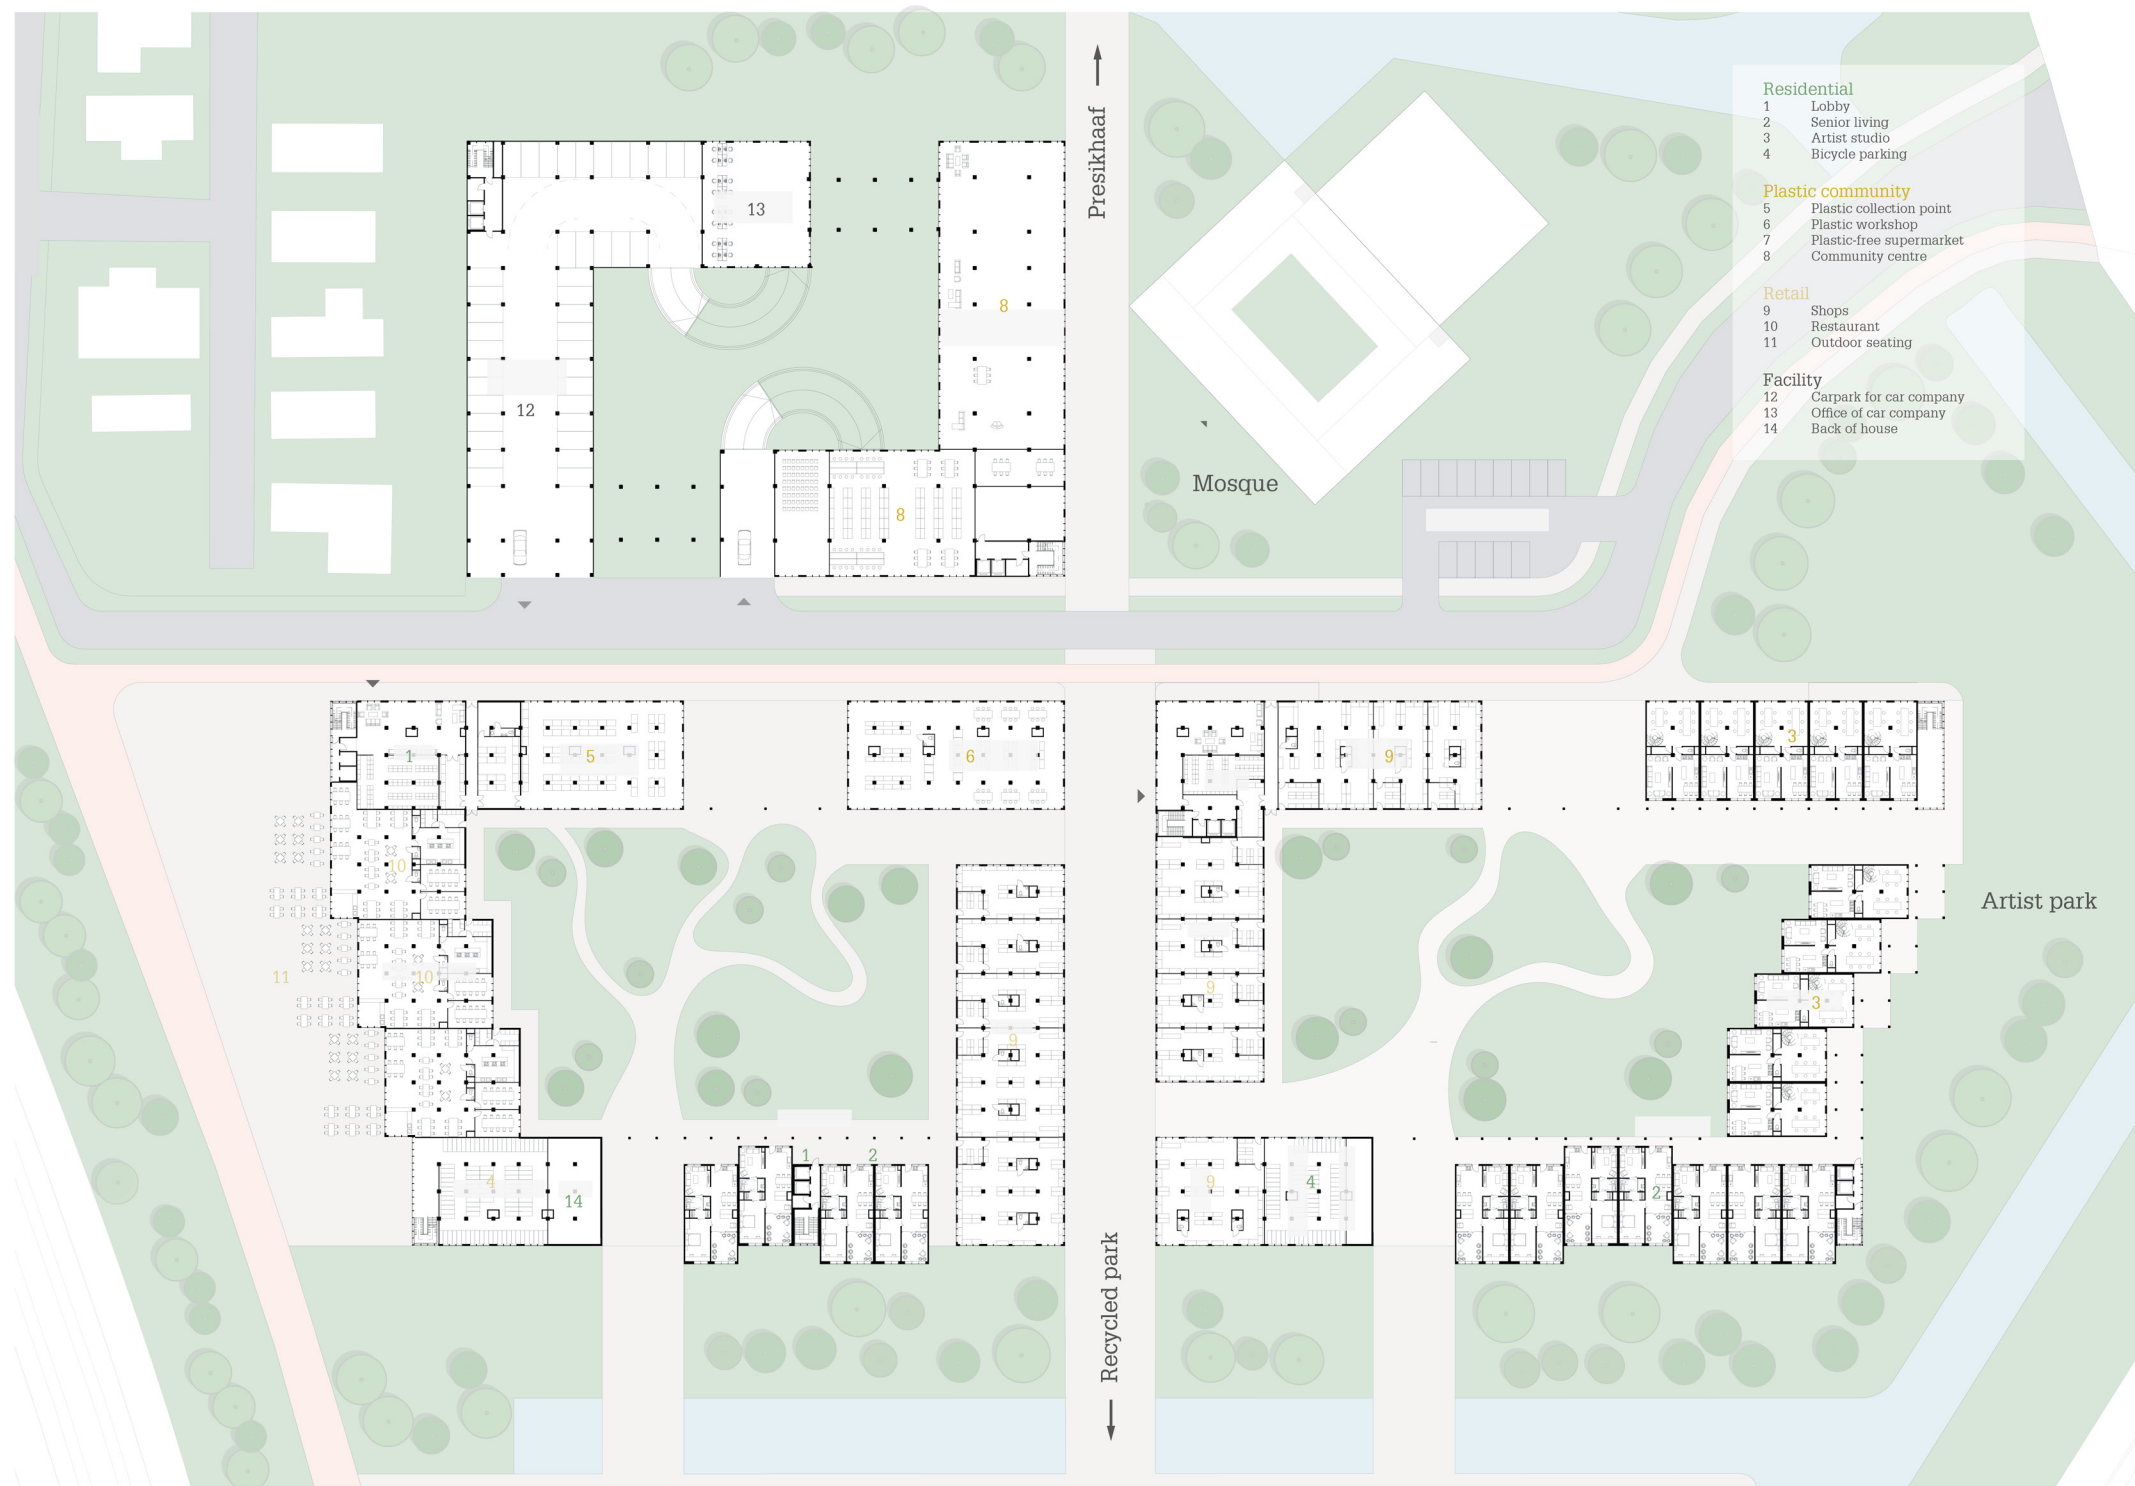 Presikhaaf
Residential
1 Lobby
2 Senior living
3 Artist studio
4 Bicycle parking
Plastic community
5 Plastic collection point
6 Plastic workshop
7 Plastic-free supermarket
8 Community centre
Retail
9 Shops
10 Restaurant
11 Outdoor seating
Facility
12 Carpark for car company
13 Office of car company
14 Back of house
13
8
12
Mosque
8
1
5
6
9
3
10
Artist park
11
10
9
3
9
1
2
4
14
9
4
2
Recycled park